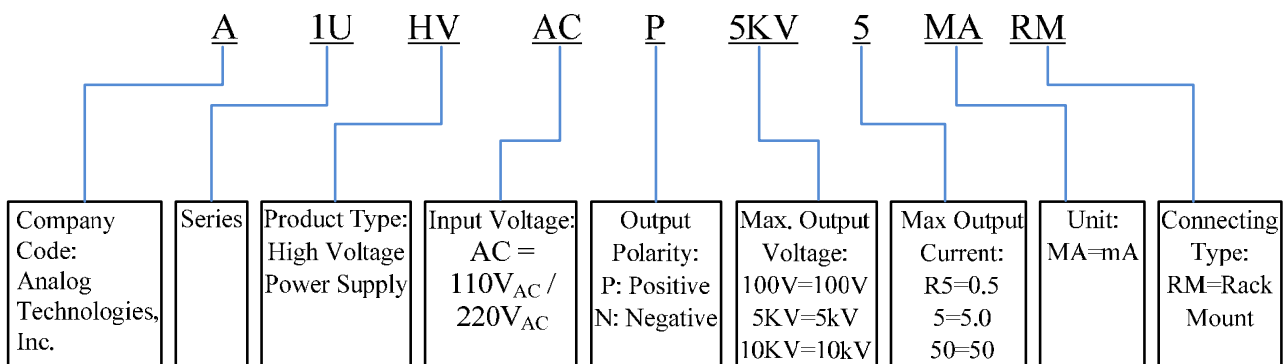 A 1U HV AC P 5KV 5 MA RM
Company
Code:
Analog
Technologies,
Inc.
Series
Product Type:
High Voltage
Power Supply
Input Voltage:
AC =
110VAC /
220VAC
Output
Polarity:
P: Positive
N: Negative
Max. Output
Voltage:
100V=100V
5KV=5kV
10KV=10kV
Max Output
Current:
R5=0.5
5=5.0
50=50
Unit:
MA=mA
Connecting
Type:
RM=Rack
Mount